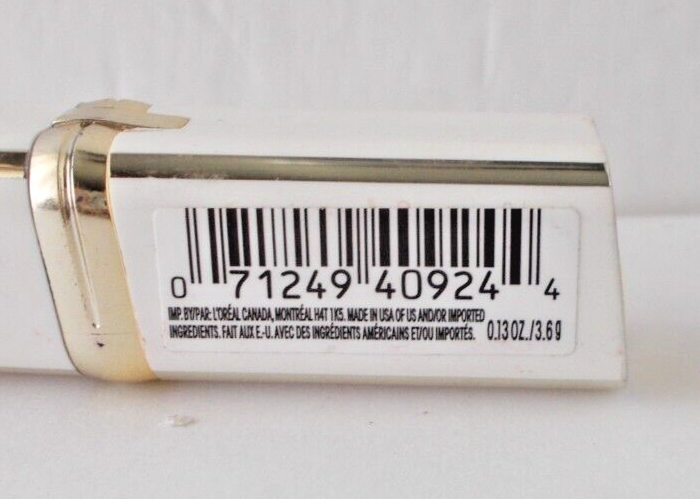 0 71249 40924 4
IMP. BY/PAR: L'ORÉAL CANADA, MONTRÉAL H4T 1K5. MADE IN USA OF US AND/OR IMPORTED
INGREDIENTS. FAIT AUX E.-U. AVEC DES INGRÉDIENTS AMÉRICAINS ET/OU IMPORTÉS. 0.13 OZ./3.6 g